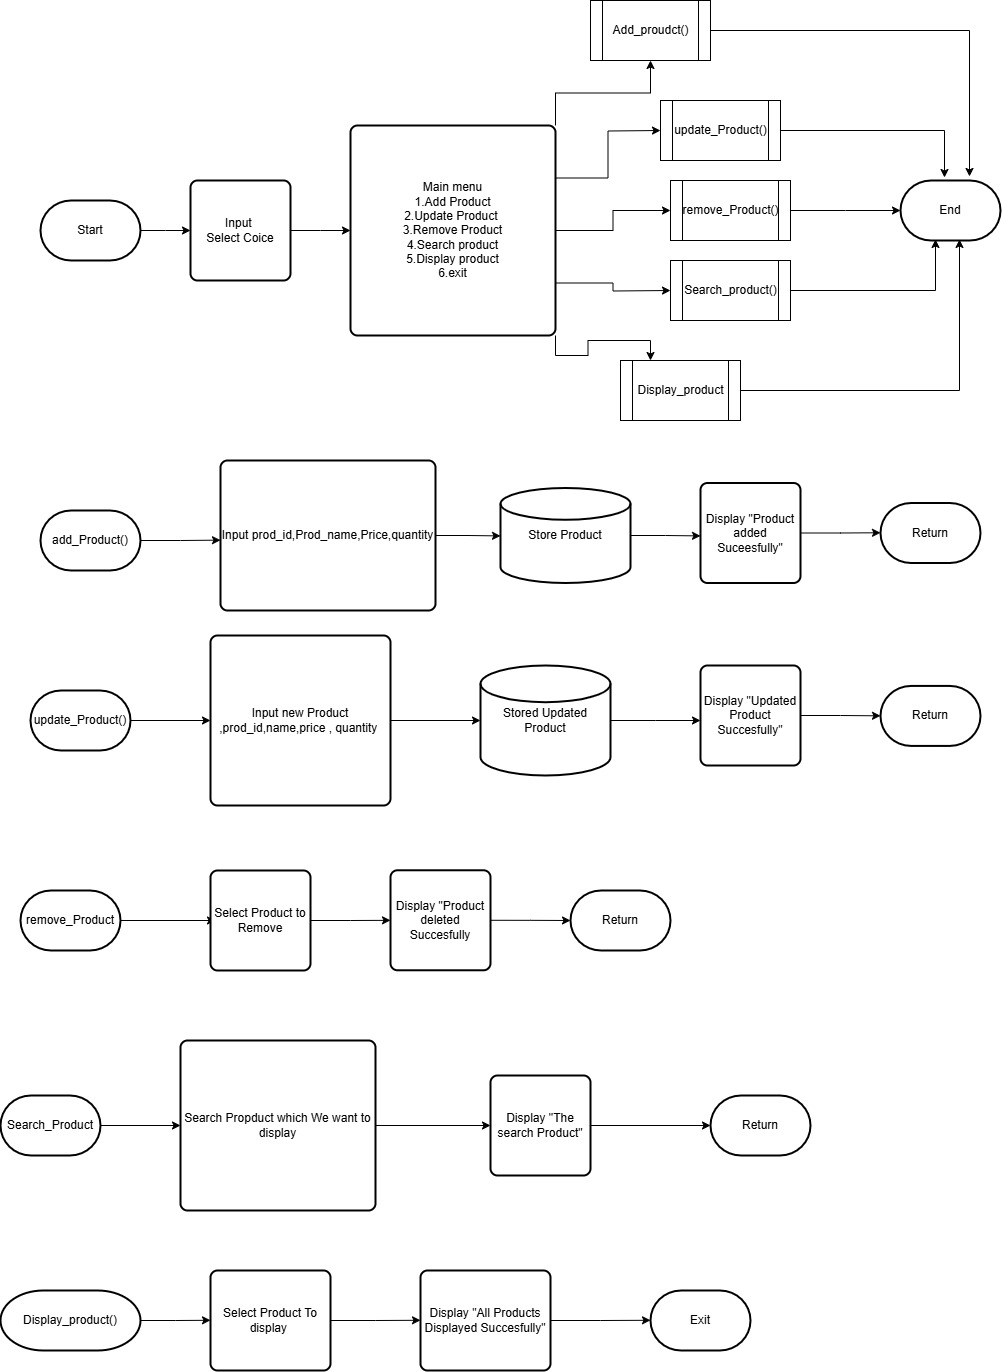 Add_proudct()
update_Product()
Main menu
1.Add Product
2.Update Product
3.Remove Product
4.Search product
5.Display product
6.exit
Start
Input
Select Coice
remove_Product()
End
Search_product()
Display_product
add_Product()
Input prod_id,Prod_name,Price,quantity
Store Product
Display "Product
added
Suceesfully"
Return
update_Product()
Input new Product
,prod_id,name,price , quantity
Stored Updated
Product
Display "Updated
Product
Succesfully"
Return
remove_Product
Select Product to
Remove
Display "Product
deleted
Succesfully
Return
Search_Product
Search Propduct which We want to
display
Display "The
search Product"
Return
Display_product()
Select Product To
display
Display "All Products
Displayed Succesfully"
Exit